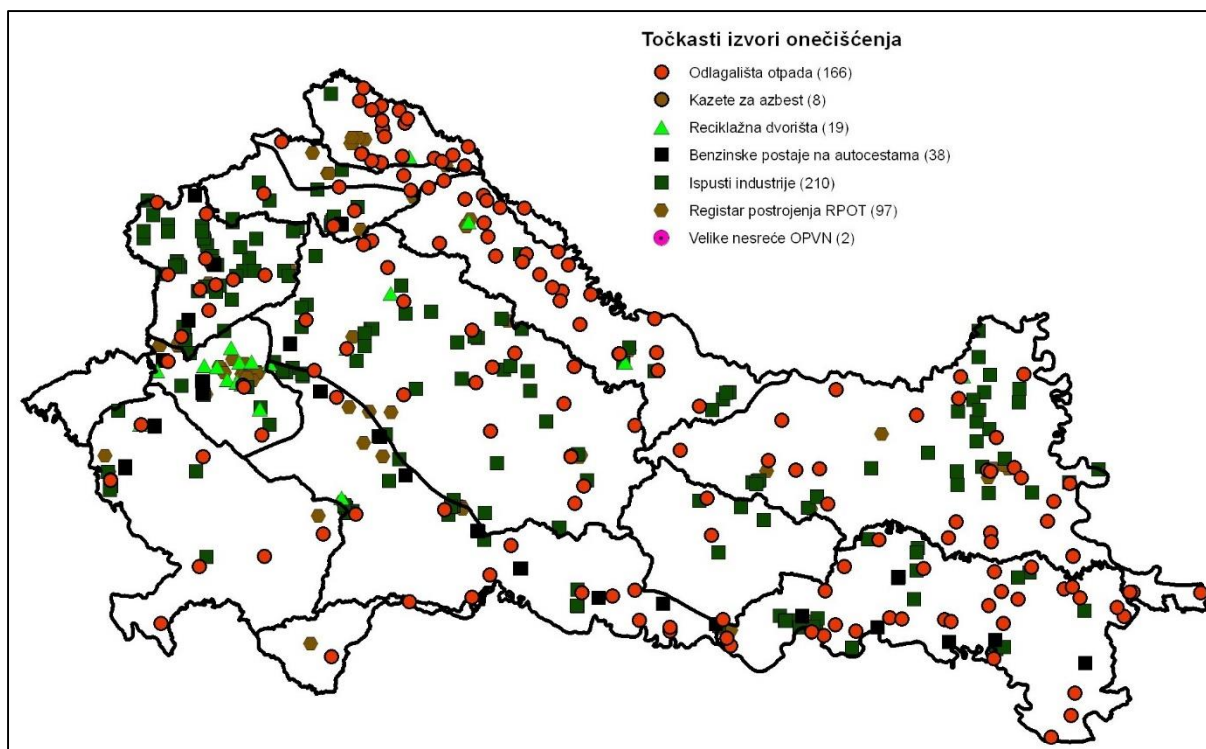 Točkasti izvori onečišćenja
Odlagališta otpada (166)
Kazete za azbest (8)
Reciklažna dvorišta (19)
Benzinske postaje na autocestama (38)
Ispusti industrije (210)
Registar postrojenja RPOT (97)
Velike nesreće OPVN (2)